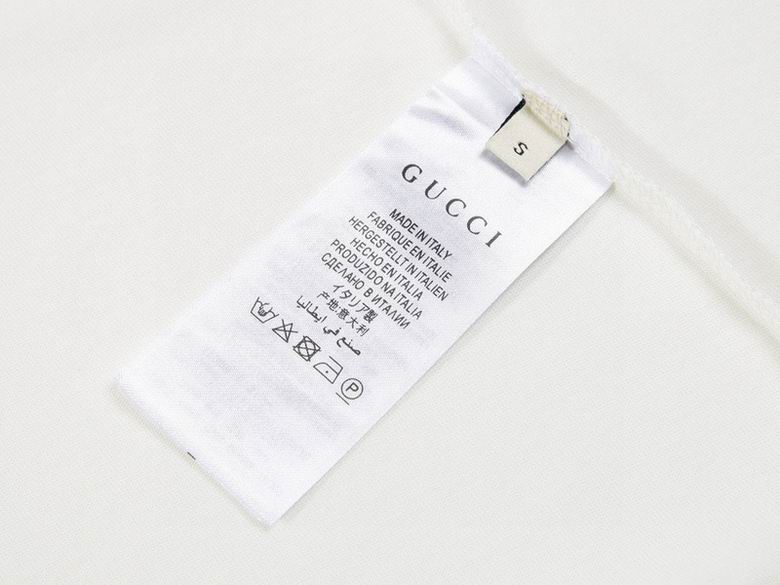 S
GUCCI
MADE IN ITALY
FABRIQUE EN ITALIE
HERGESTELLT IN ITALIEN
HECHO EN ITALIA
PRODUZIDO NA ITALIA
СДЕЛАНО В ИТАЛИИ
イタリア製
产地:意大利
صنع في ايطاليا
P